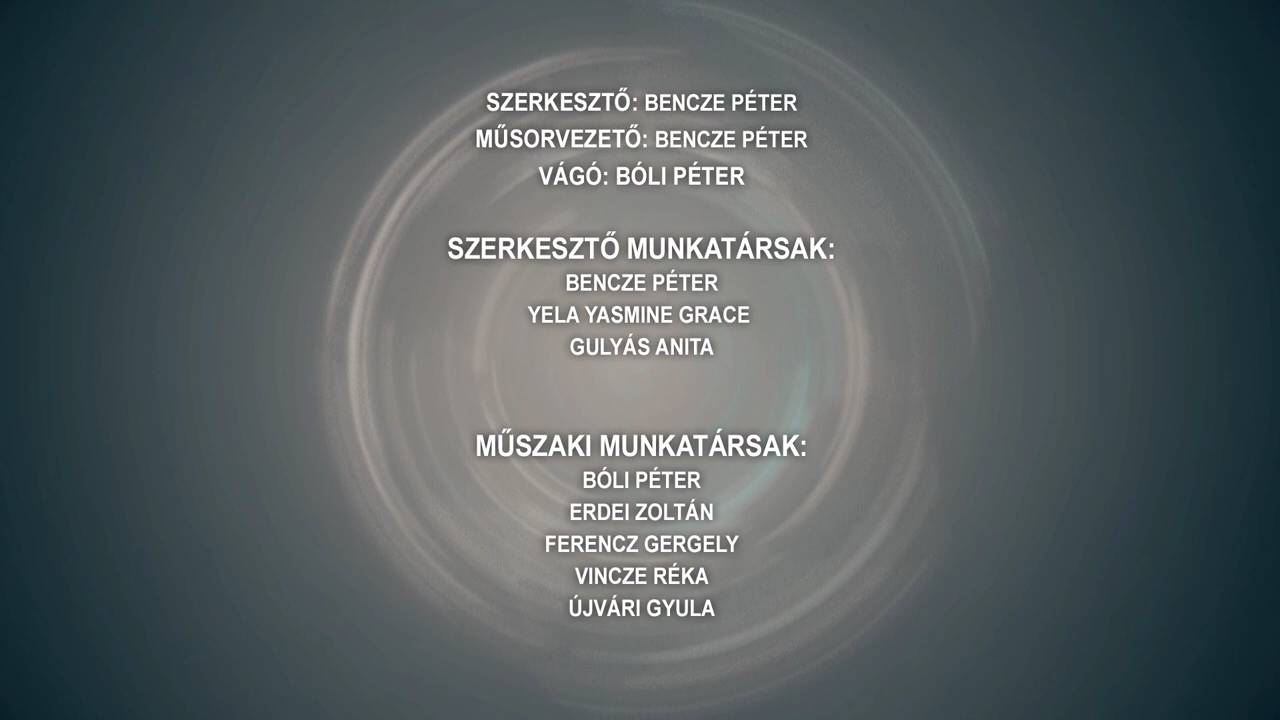 SZERKESZTŐ: BENCZE PÉTER
MŰSORVEZETŐ: BENCZE PÉTER
VÁGÓ: BÓLI PÉTER
SZERKESZTŐ MUNKATÁRSAK:
BENCZE PÉTER
YELA YASMINE GRACE
GULYÁS ANITA
MŰSZAKI MUNKATÁRSAK:
BÓLI PÉTER
ERDEI ZOLTÁN
FERENCZ GERGELY
VINCZE RÉKA
ÚJVÁRI GYULA